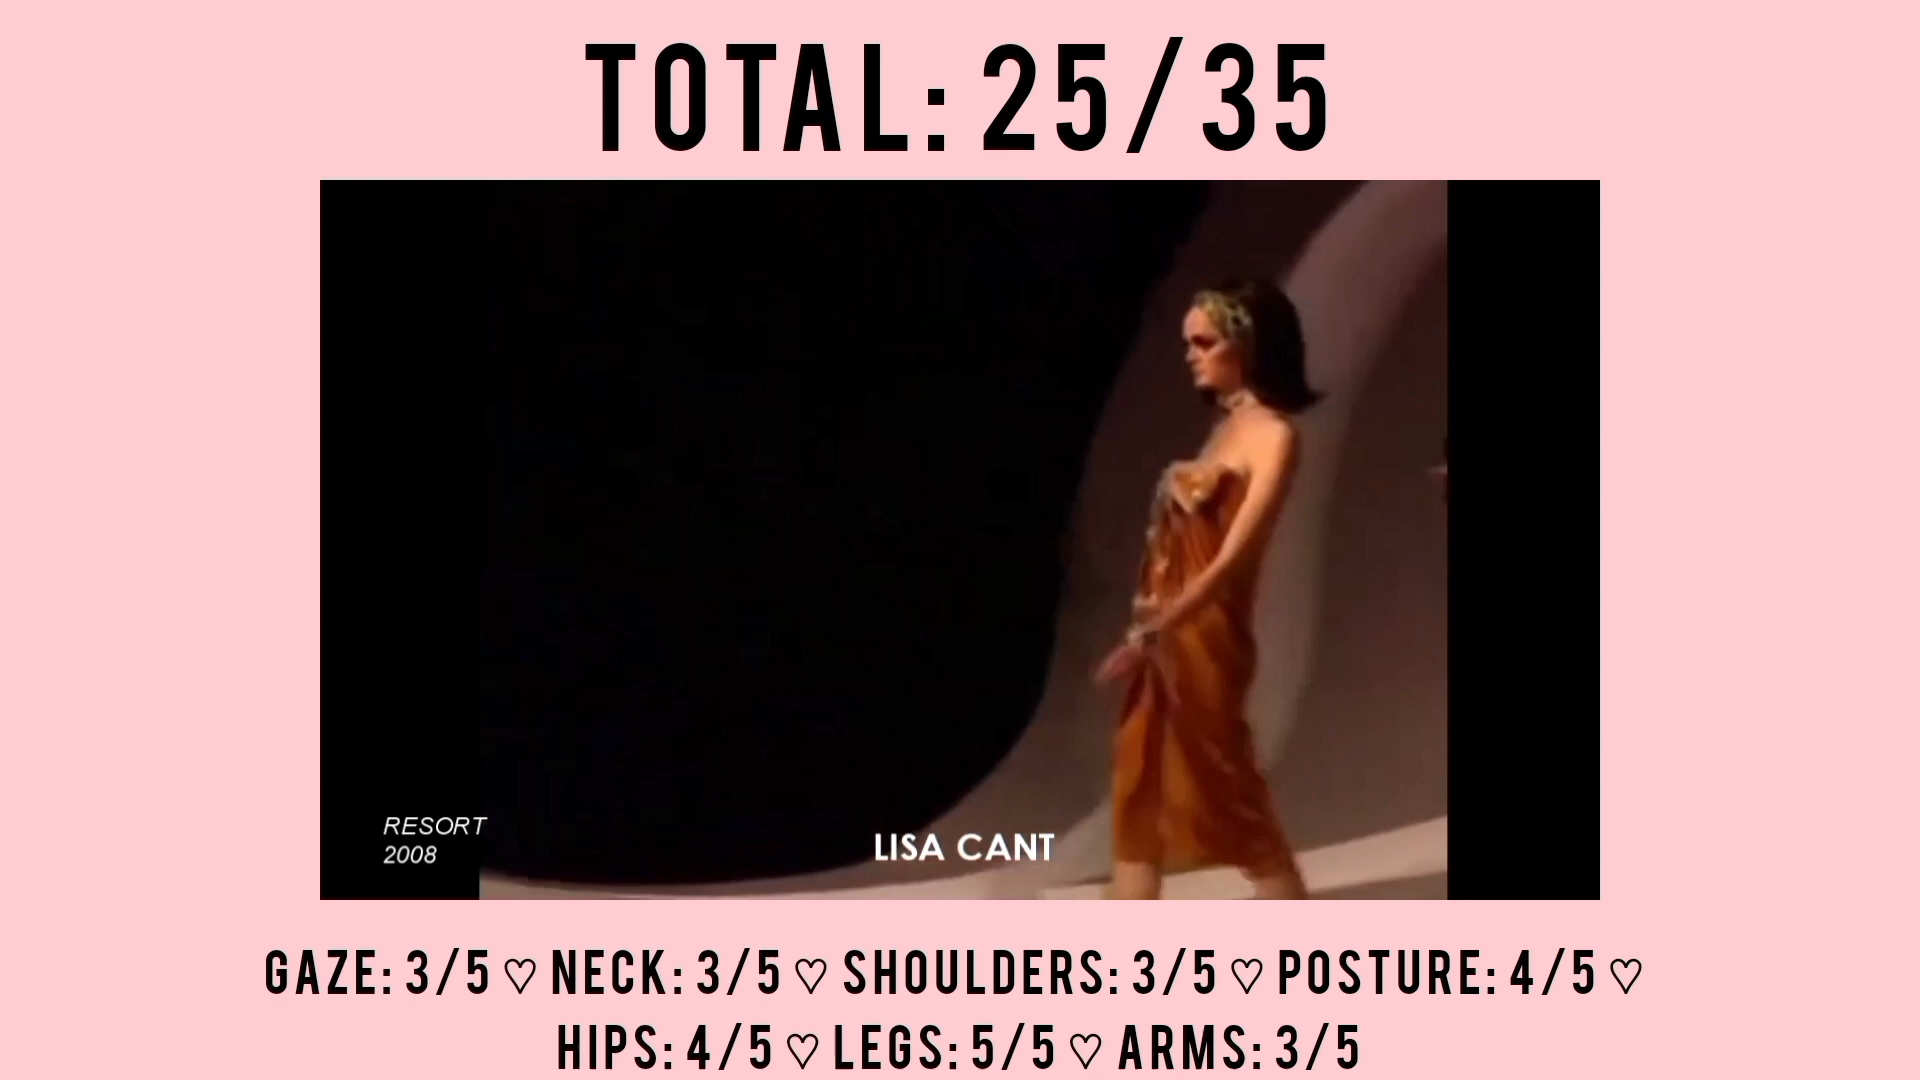 TOTAL: 25/35
RESORT
2008
LISA CANT
GAZE: 3/5 ♡ NECK: 3/5 ♡ SHOULDERS: 3/5 ♡ POSTURE: 4/5 ♡
HIPS: 4/5 ♡ LEGS: 5/5 ♡ ARMS: 3/5